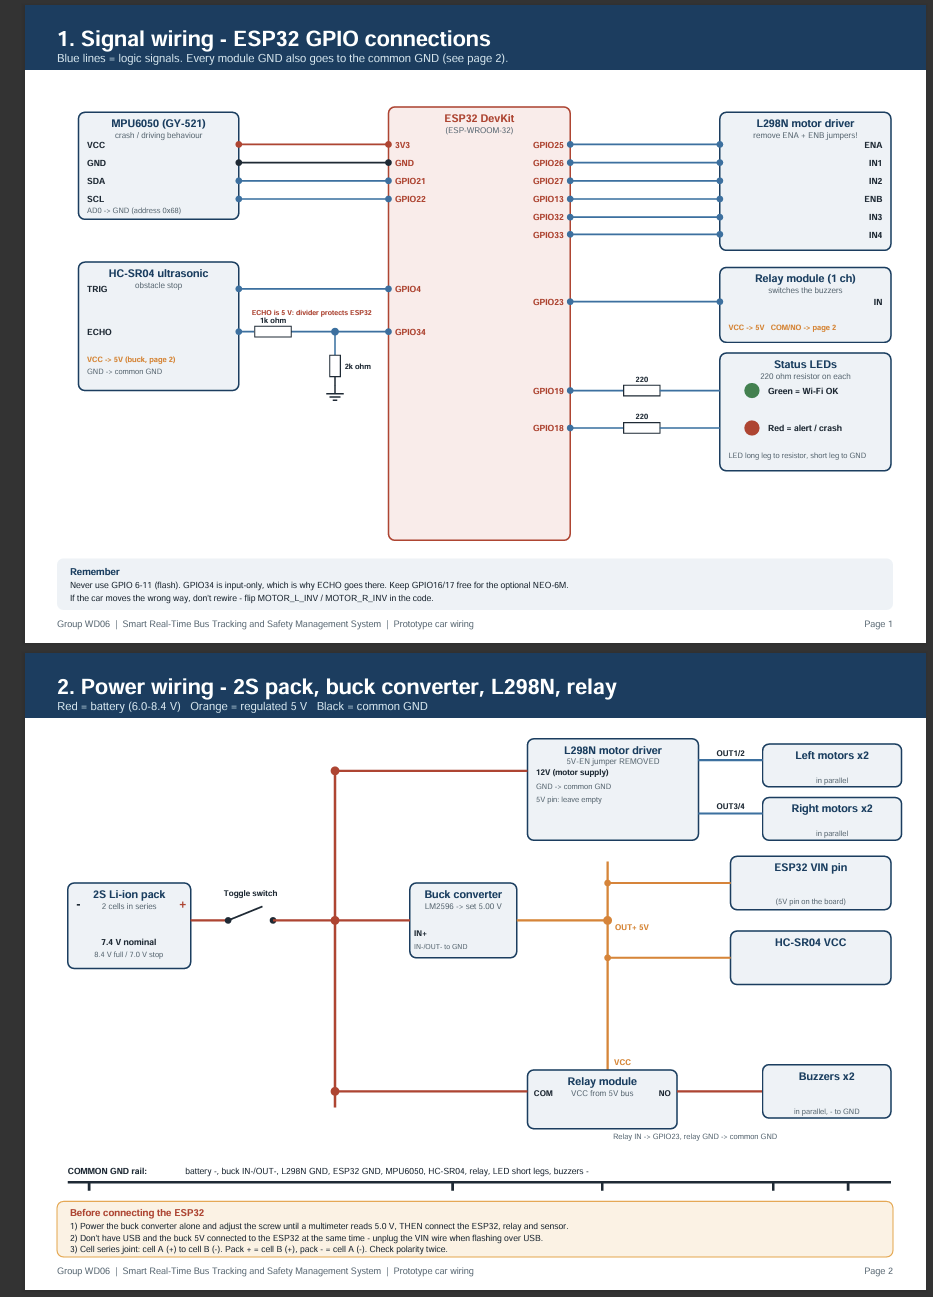 1. Signal wiring - ESP32 GPIO connections
Blue lines = logic signals. Every module GND also goes to the common GND (see page 2).
MPU6050 (GY-521)
crash / driving behaviour
VCC
GND
SDA
SCL
AD0 -> GND (address 0x68)
HC-SR04 ultrasonic
obstacle stop
TRIG
ECHO
VCC -> 5V (buck, page 2)
GND -> common GND
ECHO is 5 V: divider protects ESP32
1k ohm
2k ohm
ESP32 DevKit
(ESP-WROOM-32)
3V3
GND
GPIO21
GPIO22
GPIO4
GPIO34
GPIO25
GPIO26
GPIO27
GPIO13
GPIO32
GPIO33
GPIO23
GPIO19
GPIO18
220
220
L298N motor driver
remove ENA + ENB jumpers!
ENA
IN1
IN2
ENB
IN3
IN4
Relay module (1 ch)
switches the buzzers
IN
VCC -> 5V COM/NO -> page 2
Status LEDs
220 ohm resistor on each
Green = Wi-Fi OK
Red = alert / crash
LED long leg to resistor, short leg to GND
Remember
Never use GPIO 6-11 (flash). GPIO34 is input-only, which is why ECHO goes there. Keep GPIO16/17 free for the optional NEO-6M.
If the car moves the wrong way, don't rewire - flip MOTOR_L_INV / MOTOR_R_INV in the code.
Group WD06 | Smart Real-Time Bus Tracking and Safety Management System | Prototype car wiring
Page 1
2. Power wiring - 2S pack, buck converter, L298N, relay
Red = battery (6.0-8.4 V) Orange = regulated 5 V Black = common GND
L298N motor driver
5V-EN jumper REMOVED
12V (motor supply)
GND -> common GND
5V pin: leave empty
OUT1/2
OUT3/4
Left motors x2
in parallel
Right motors x2
in parallel
2S Li-ion pack
- +
2 cells in series
7.4 V nominal
8.4 V full / 7.0 V stop
Toggle switch
Buck converter
LM2596 -> set 5.00 V
IN+
IN-/OUT- to GND
OUT+ 5V
ESP32 VIN pin
(5V pin on the board)
HC-SR04 VCC
VCC
Relay module
COM
VCC from 5V bus
NO
Relay IN -> GPIO23, relay GND -> common GND
Buzzers x2
in parallel, - to GND
COMMON GND rail: battery -, buck IN-/OUT-, L298N GND, ESP32 GND, MPU6050, HC-SR04, relay, LED short legs, buzzers -
Before connecting the ESP32
1) Power the buck converter alone and adjust the screw until a multimeter reads 5.0 V, THEN connect the ESP32, relay and sensor.
2) Don't have USB and the buck 5V connected to the ESP32 at the same time - unplug the VIN wire when flashing over USB.
3) Cell series joint: cell A (+) to cell B (-). Pack + = cell B (+), pack - = cell A (-). Check polarity twice.
Group WD06 | Smart Real-Time Bus Tracking and Safety Management System | Prototype car wiring
Page 2